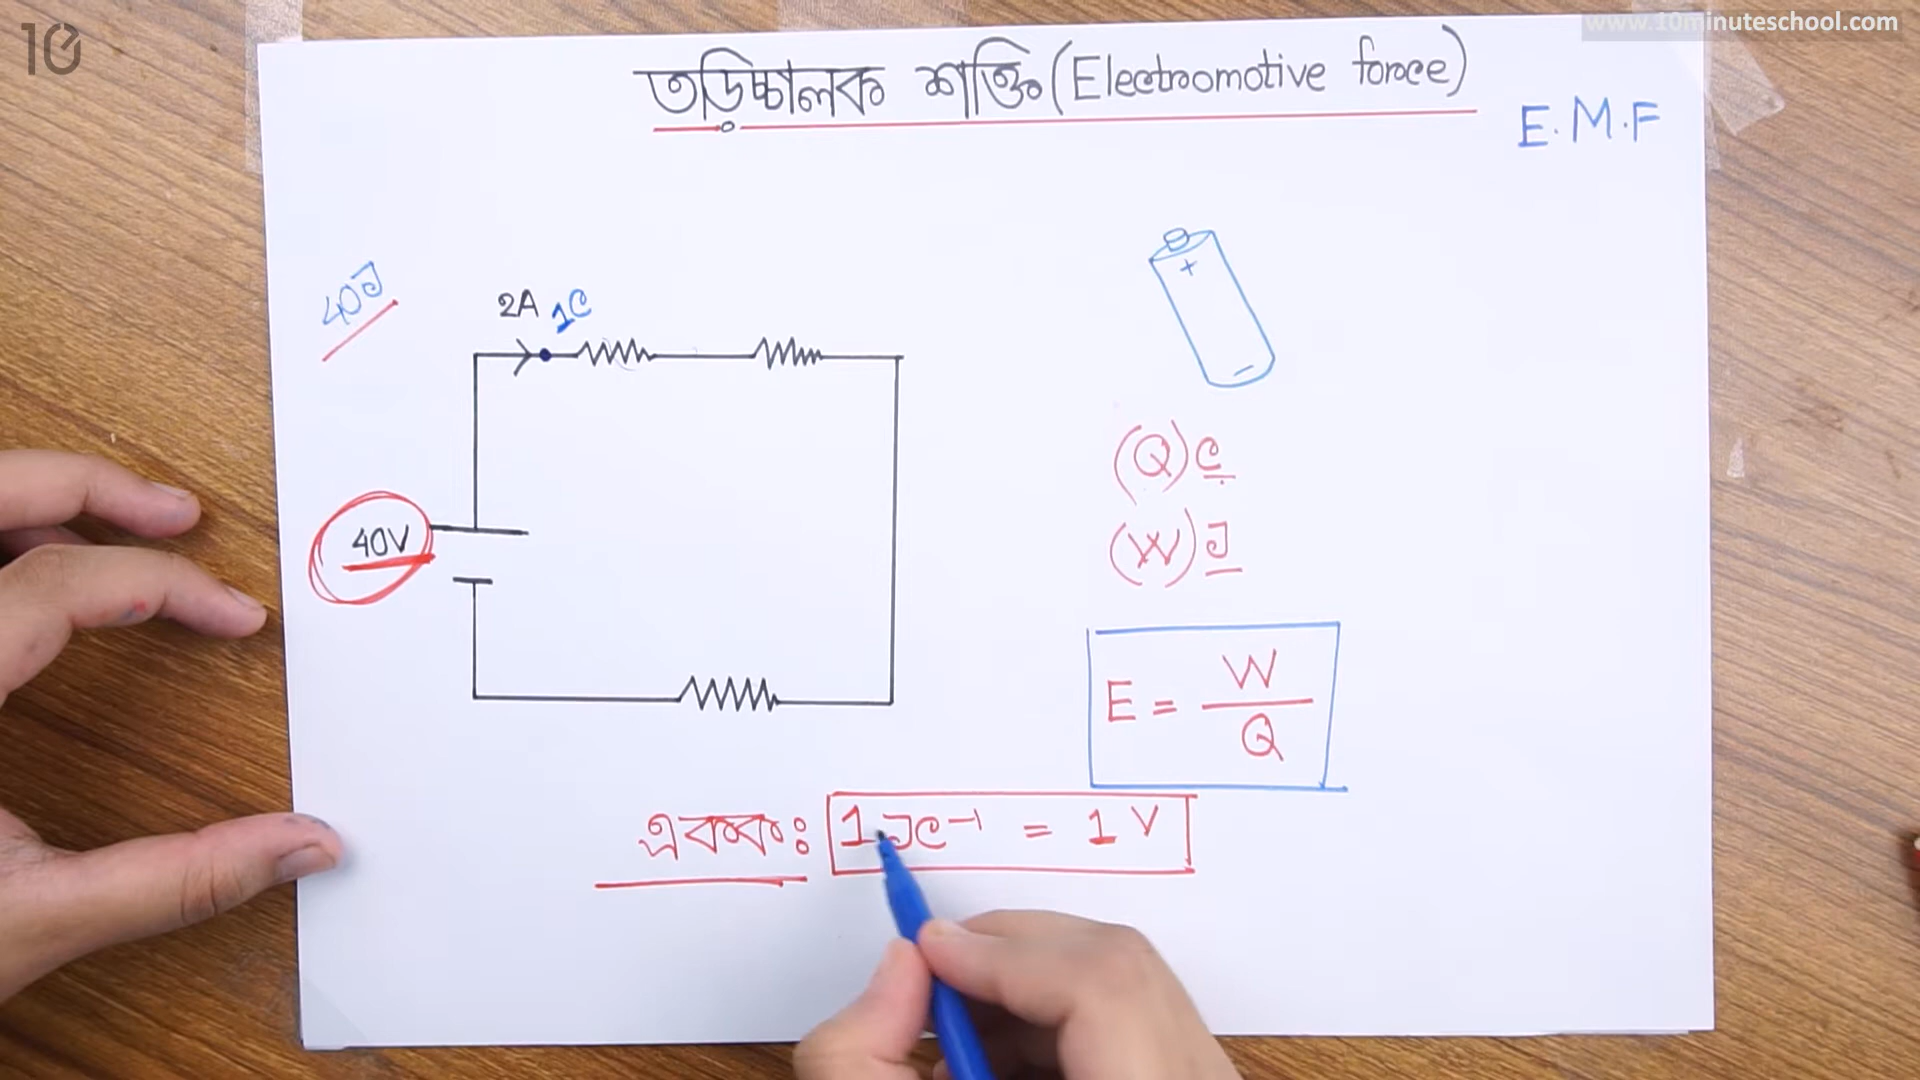 10
www.10minuteschool.com
তড়িচ্চালক শক্তি (Electromotive force)
E.M.F
40J
2A 1C
+
(Q) C
40V
(W) J
E = W/Q
একক: 1 JC⁻¹ = 1 V